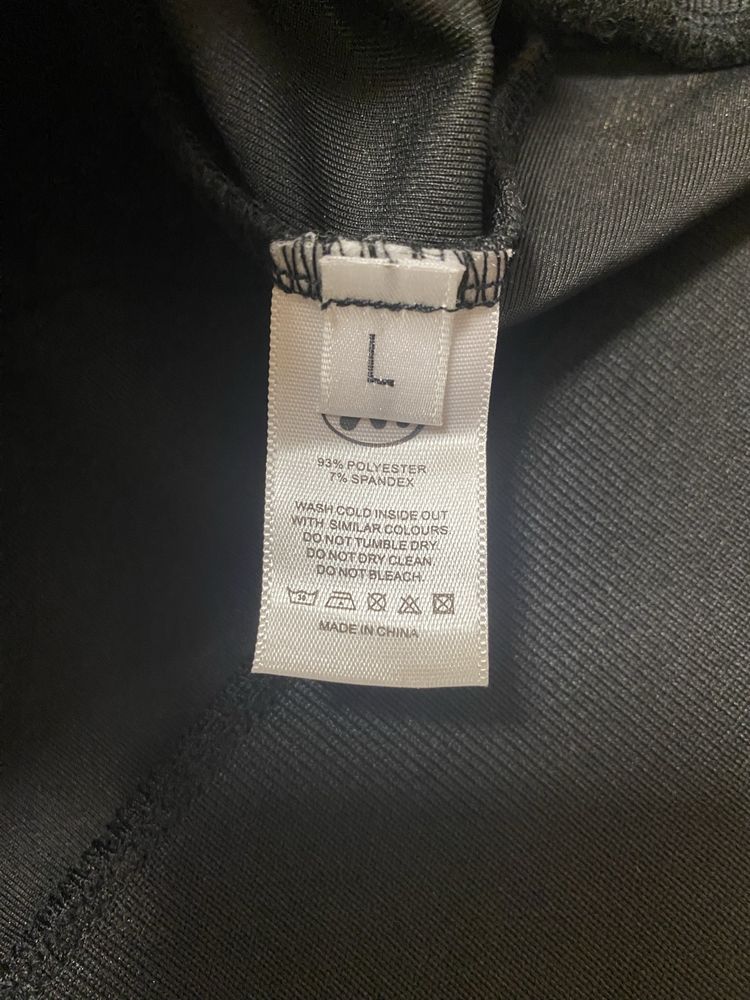 L
93% POLYESTER
7% SPANDEX
WASH COLD INSIDE OUT
WITH SIMILAR COLOURS.
DO NOT TUMBLE DRY.
DO NOT DRY CLEAN.
DO NOT BLEACH.
30
MADE IN CHINA